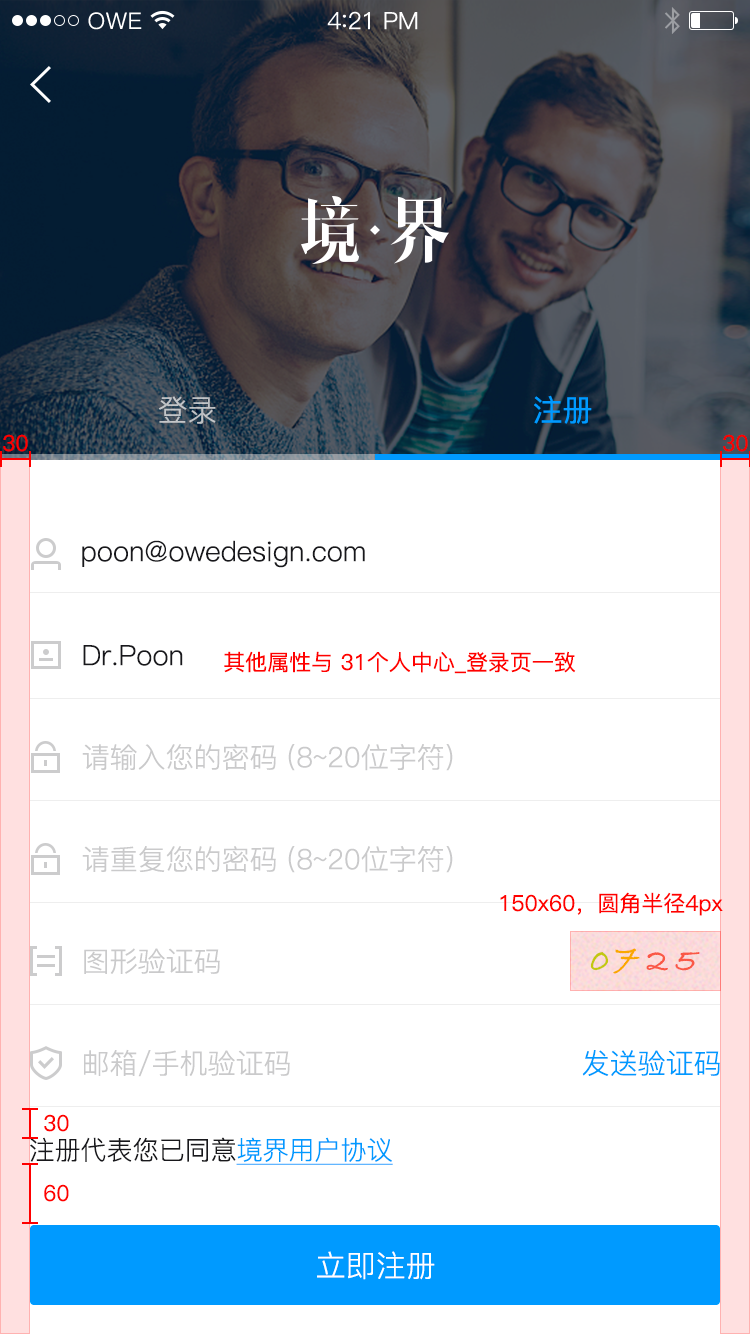 OWE 4:21 PM
境·界
登录 注册
30 30
poon@owedesign.com
Dr.Poon 其他属性与 31个人中心_登录页一致
请输入您的密码 (8~20位字符)
请重复您的密码 (8~20位字符)
150x60，圆角半径4px
图形验证码 0725
邮箱/手机验证码 发送验证码
30
注册代表您已同意境界用户协议
60
立即注册